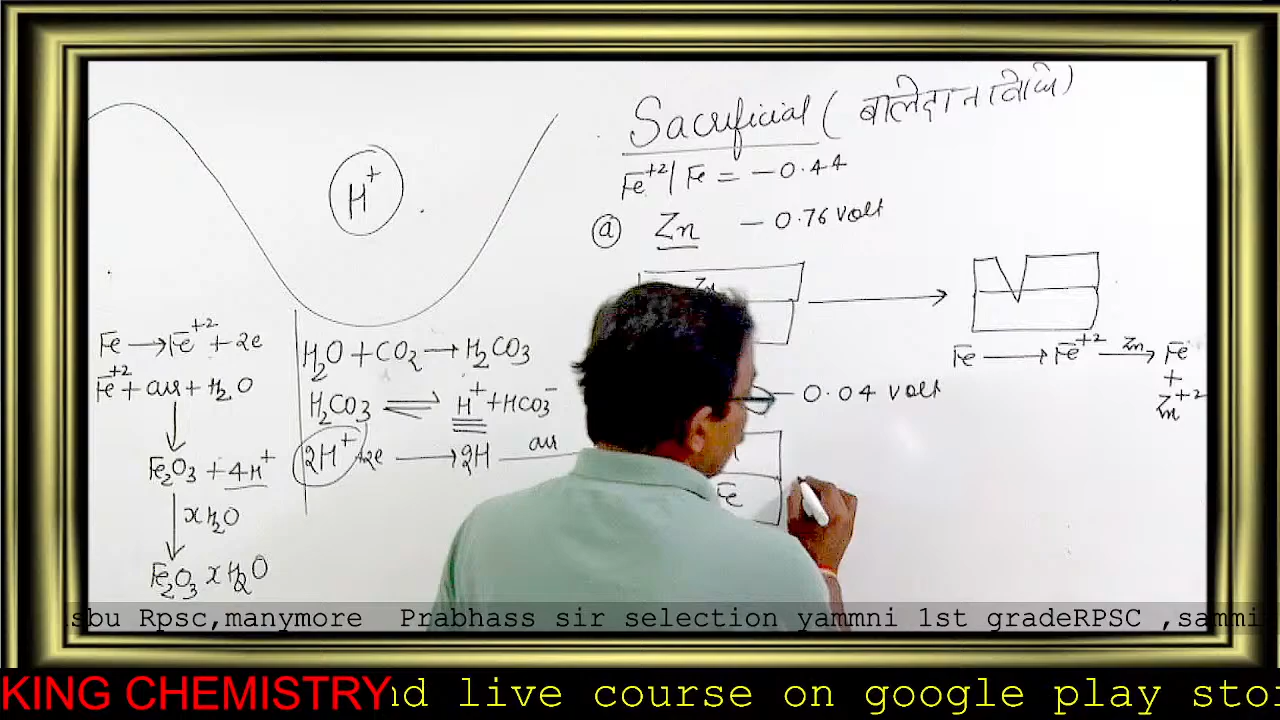 Sacrificial ( बलिदान विधि )
Fe⁺²| Fe = -0.44
ⓐ Zn - 0.76 volt
H⁺
Zn
Fe → Fe⁺² + 2e
Fe⁺² + air + H₂O
Fe₂O₃ + 4H⁺
xH₂O
Fe₂O₃ xH₂O
H₂O + CO₂ → H₂CO₃
H₂CO₃ ⇌ H⁺ + HCO₃⁻
2H⁺ + 2e → 2H air
Fe → Fe⁺² Zn → Fe
+
Zn⁺²
- 0.04 volt
Fe
sbu Rpsc,manymore Prabhass sir selection yammni 1st gradeRPSC ,sammi
KING CHEMISTRY nd live course on google play sto